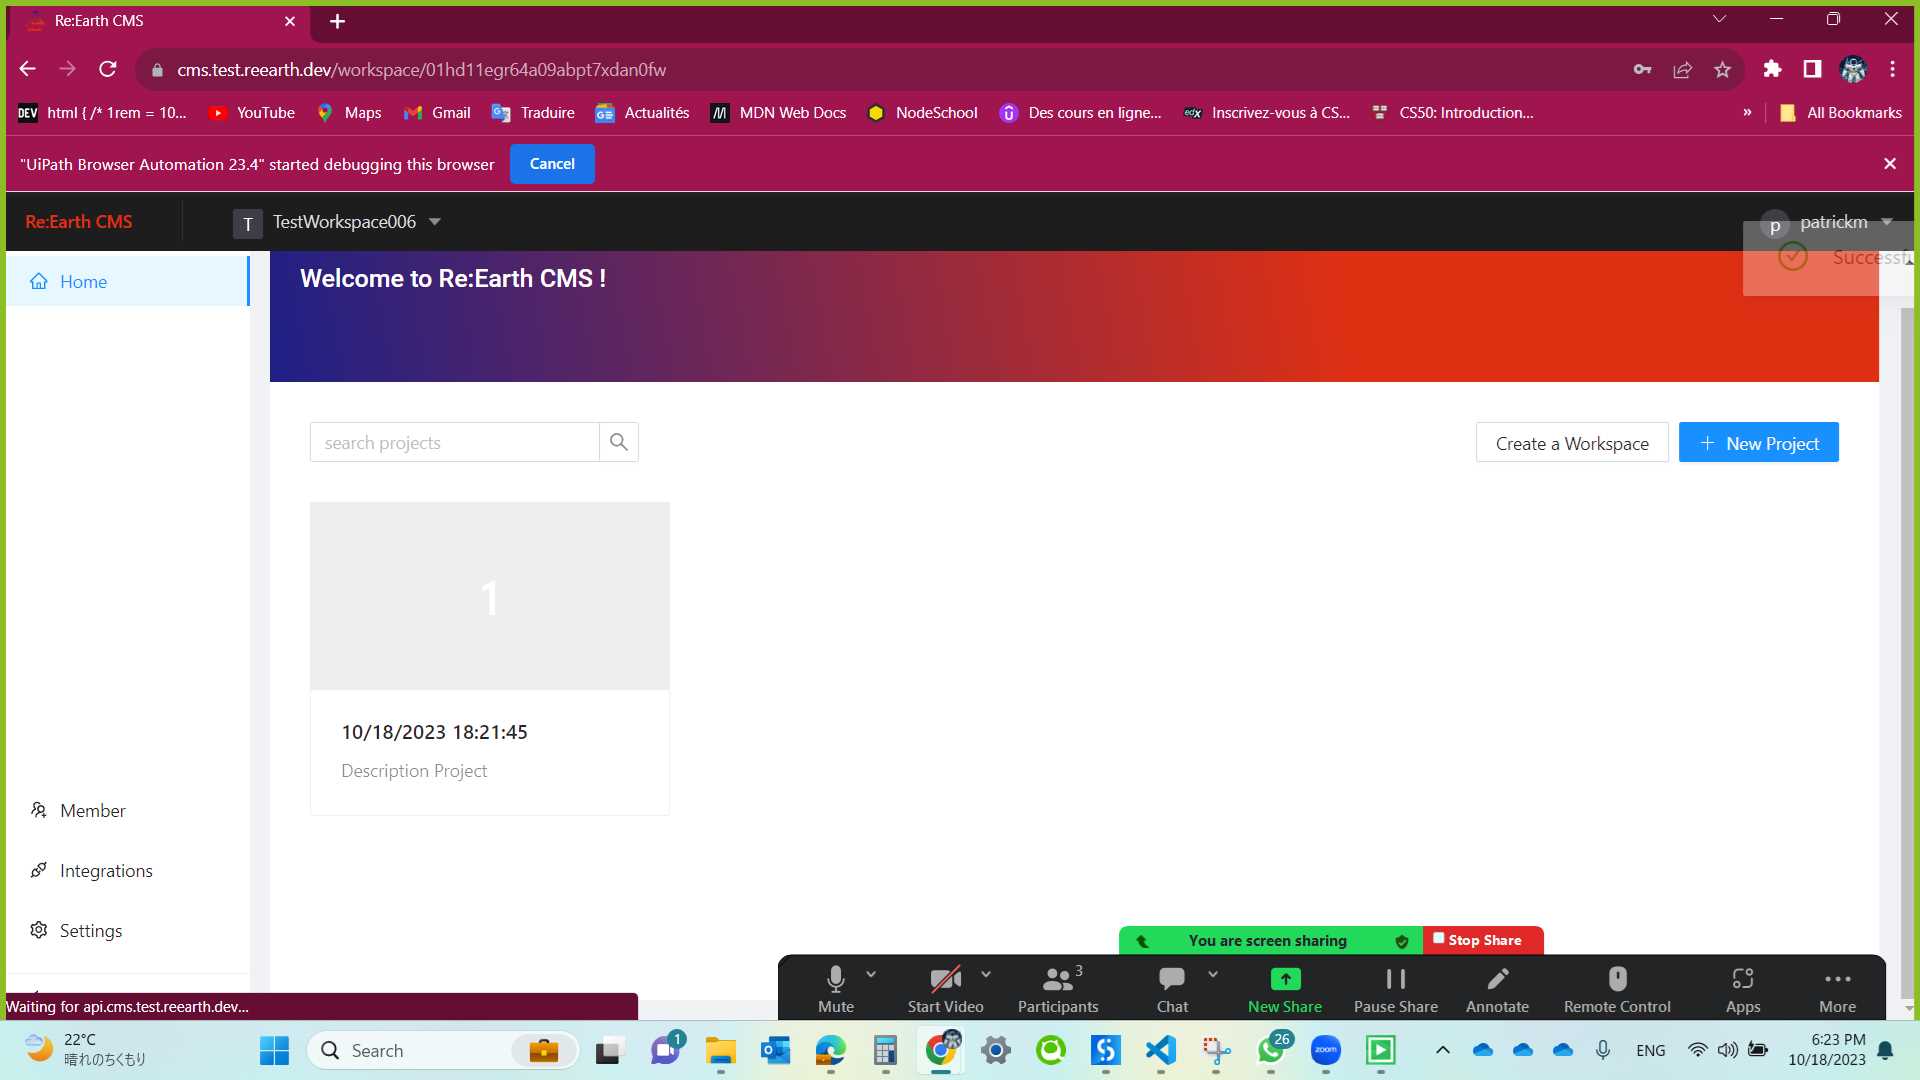 Re:Earth CMS
cms.test.reearth.dev/workspace/01hd11egr64a09abpt7xdan0fw
DEV html { /* 1rem = 10... YouTube Maps Gmail Traduire Actualités MDN Web Docs NodeSchool Des cours en ligne... edX Inscrivez-vous à CS... CS50: Introduction... » All Bookmarks
"UiPath Browser Automation 23.4" started debugging this browser Cancel
Re:Earth CMS T TestWorkspace006 p patrickm
Successfu
Home
Welcome to Re:Earth CMS !
search projects Create a Workspace + New Project
1
10/18/2023 18:21:45
Description Project
Member
Integrations
Settings
You are screen sharing Stop Share
3
Mute Start Video Participants Chat New Share Pause Share Annotate Remote Control Apps More
Waiting for api.cms.test.reearth.dev...
22°C
晴れのちくもり
Search 1 26 zoom ENG
6:23 PM
10/18/2023